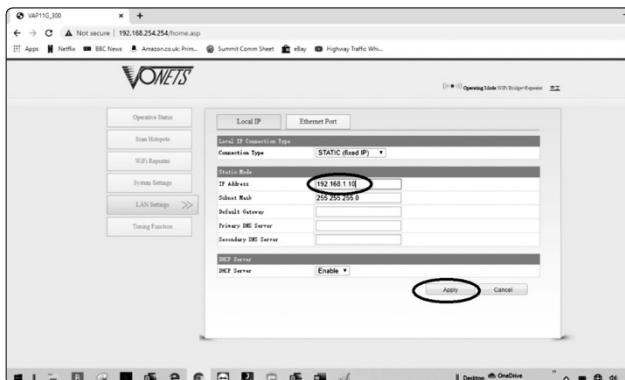 VAP11G_300
Not secure | 192.168.254.254/home.asp
Apps Netflix BBC News Amazon.co.uk: Prim... Summit Comm Sheet eBay Highway Traffic Whi...
VONETS
Operating Mode: WiFi Bridge+Repeater 中文
Operative Status
Scan Hotspots
WiFi Repeater
System Settings
LAN Settings
Timing Function
Local IP Ethernet Port
Local IP Connection Type
Connection Type STATIC (fixed IP)
Static Mode
IP Address 192.168.1.10
Subnet Mask 255.255.255.0
Default Gateway
Primary DNS Server
Secondary DNS Server
DHCP Server
DHCP Server Enable
Apply Cancel
Desktop OneDrive